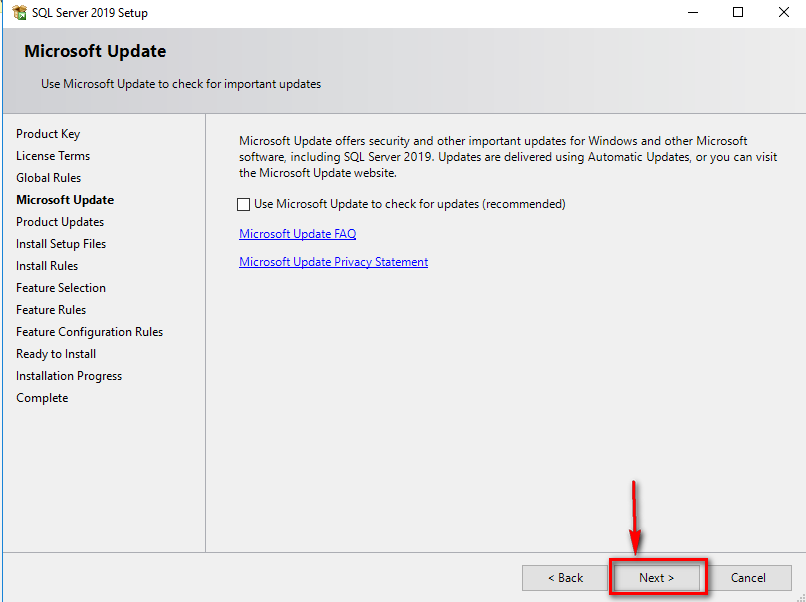 SQL Server 2019 Setup
Microsoft Update
Use Microsoft Update to check for important updates
Product Key
License Terms
Global Rules
Microsoft Update
Product Updates
Install Setup Files
Install Rules
Feature Selection
Feature Rules
Feature Configuration Rules
Ready to Install
Installation Progress
Complete
Microsoft Update offers security and other important updates for Windows and other Microsoft
software, including SQL Server 2019. Updates are delivered using Automatic Updates, or you can visit
the Microsoft Update website.
Use Microsoft Update to check for updates (recommended)
Microsoft Update FAQ
Microsoft Update Privacy Statement
< Back
Next >
Cancel